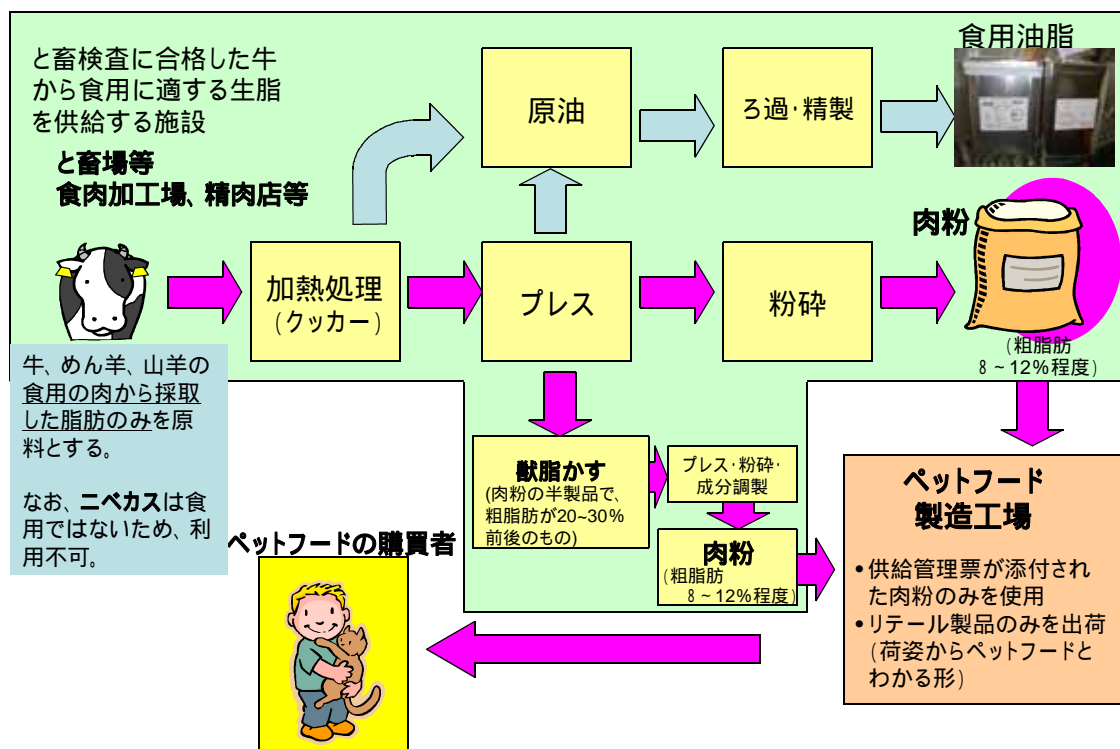 と畜検査に合格した牛
から食用に適する生脂
を供給する施設
と畜場等
食肉加工場、精肉店等
原油
ろ過・精製
食用油脂
加熱処理
(クッカー)
プレス
粉砕
肉粉
(粗脂肪
8~12%程度)
牛、めん羊、山羊の
食用の肉から採取
した脂肪のみを原
料とする。
なお、ニベカスは食
用ではないため、利
用不可。
獣脂かす
(肉粉の半製品で、
粗脂肪が20~30%
前後のもの)
プレス・粉砕・
成分調製
肉粉
(粗脂肪
8~12%程度)
ペットフード
製造工場
•供給管理票が添付され
た肉粉のみを使用
•リテール製品のみを出荷
(荷姿からペットフードと
わかる形)
ペットフードの購買者